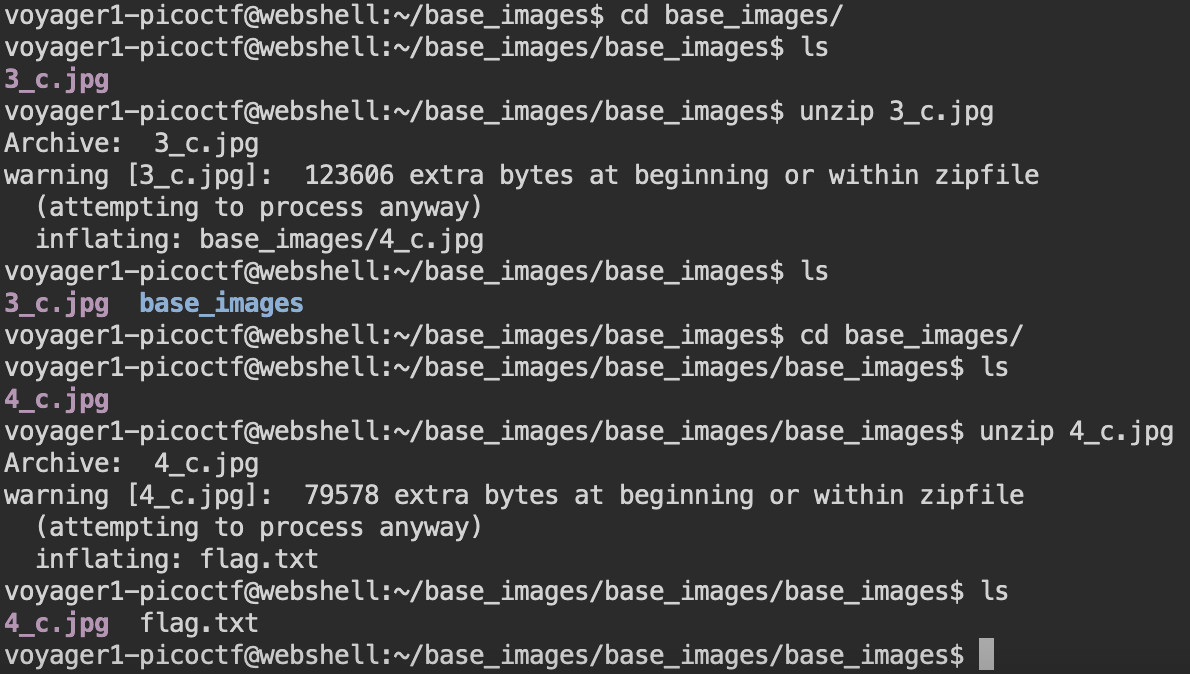 voyager1-picoctf@webshell:~/base_images$ cd base_images/
voyager1-picoctf@webshell:~/base_images/base_images$ ls
3_c.jpg
voyager1-picoctf@webshell:~/base_images/base_images$ unzip 3_c.jpg
Archive:  3_c.jpg
warning [3_c.jpg]:  123606 extra bytes at beginning or within zipfile
  (attempting to process anyway)
  inflating: base_images/4_c.jpg
voyager1-picoctf@webshell:~/base_images/base_images$ ls
3_c.jpg  base_images
voyager1-picoctf@webshell:~/base_images/base_images$ cd base_images/
voyager1-picoctf@webshell:~/base_images/base_images/base_images$ ls
4_c.jpg
voyager1-picoctf@webshell:~/base_images/base_images/base_images$ unzip 4_c.jpg
Archive:  4_c.jpg
warning [4_c.jpg]:  79578 extra bytes at beginning or within zipfile
  (attempting to process anyway)
  inflating: flag.txt
voyager1-picoctf@webshell:~/base_images/base_images/base_images$ ls
4_c.jpg  flag.txt
voyager1-picoctf@webshell:~/base_images/base_images/base_images$